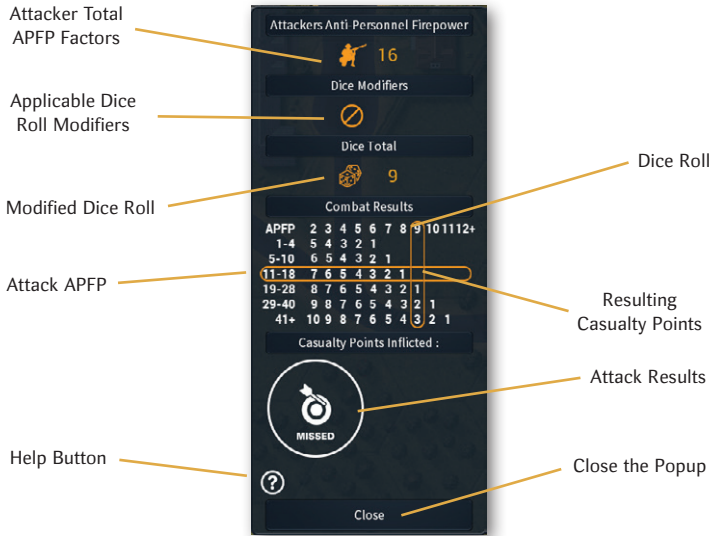 Attacker Total
APFP Factors
Attackers Anti-Personnel Firepower
16
Dice Modifiers
Applicable Dice
Roll Modifiers
Dice Total
9
Dice Roll
Modified Dice Roll
Combat Results
APFP 2 3 4 5 6 7 8 9 10 11 12+
1-4 5 4 3 2 1
5-10 6 5 4 3 2 1
Attack APFP
11-18 7 6 5 4 3 2 1
19-28 8 7 6 5 4 3 2 1
29-40 9 8 7 6 5 4 3 2 1
41+ 10 9 8 7 6 5 4 3 2 1
Resulting
Casualty Points
Casualty Points Inflicted :
Attack Results
MISSED
Help Button
?
Close the Popup
Close